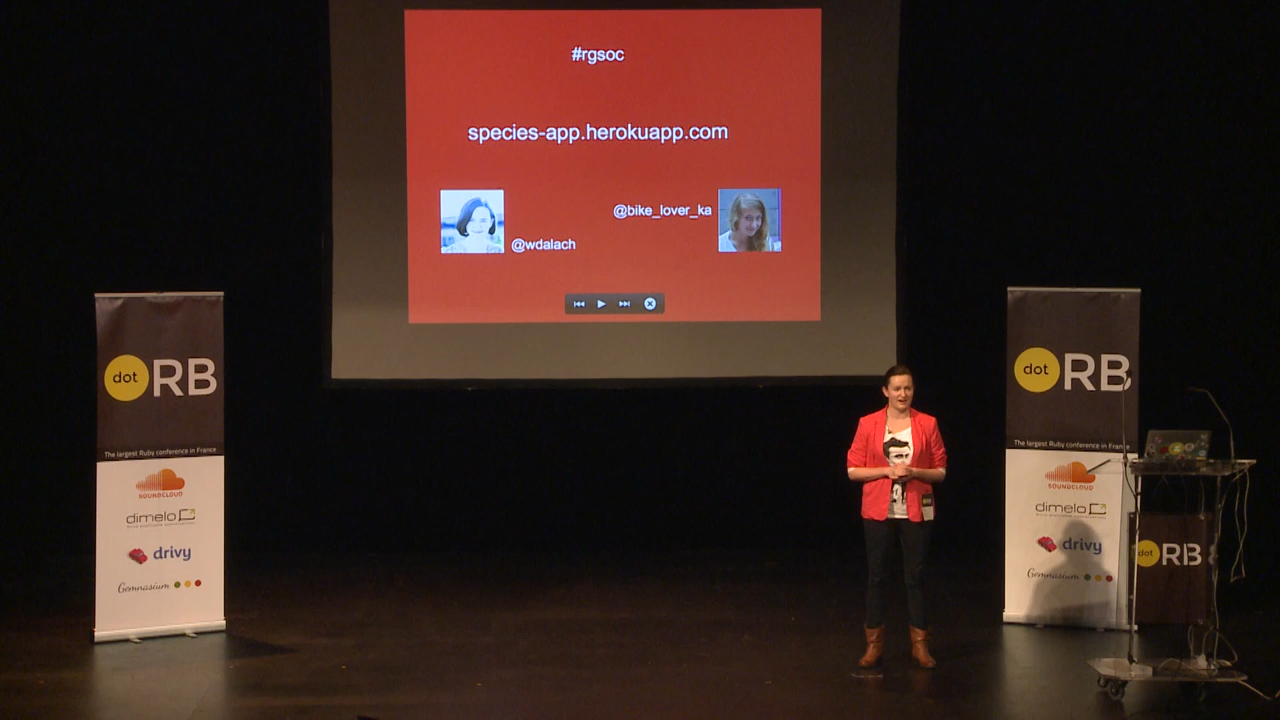 #rgsoc
species-app.herokuapp.com
@bike_lover_ka
@wdalach
dot RB
The largest Ruby conference in France
SOUNDCLOUD
dimelo
drivy
Gemnasium
dot RB
The largest Ruby conference in France
SOUNDCLOUD
dimelo
drivy
Gemnasium
dot RB